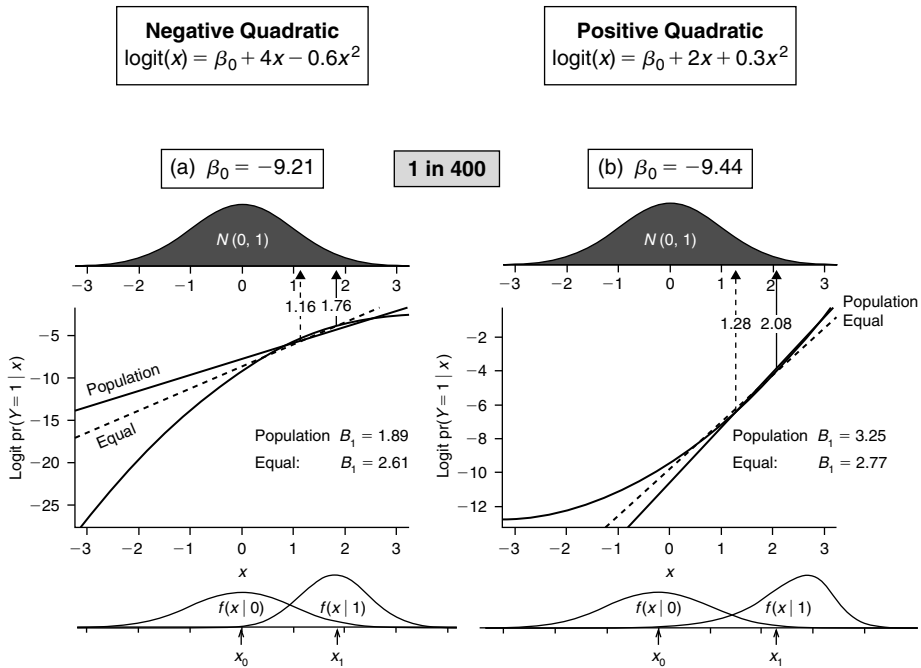 Negative Quadratic
logit(x) = β₀ + 4x − 0.6x²
Positive Quadratic
logit(x) = β₀ + 2x + 0.3x²
(a) β₀ = −9.21
1 in 400
(b) β₀ = −9.44
N(0, 1)
−3 −2 −1 0 1 2 3
1.16 1.76
−5
−10
−15
−20
−25
Logit pr(Y = 1 | x)
Population
Equal
Population B₁ = 1.89
Equal: B₁ = 2.61
−3 −2 −1 0 1 2 3
x
f(x | 0) f(x | 1)
x₀ x₁
N(0, 1)
−3 −2 −1 0 1 2 3
1.28 2.08
Population
Equal
−2
−4
−6
−8
−10
−12
Logit pr(Y = 1 | x)
Population B₁ = 3.25
Equal: B₁ = 2.77
−3 −2 −1 0 1 2 3
x
f(x | 0) f(x | 1)
x₀ x₁